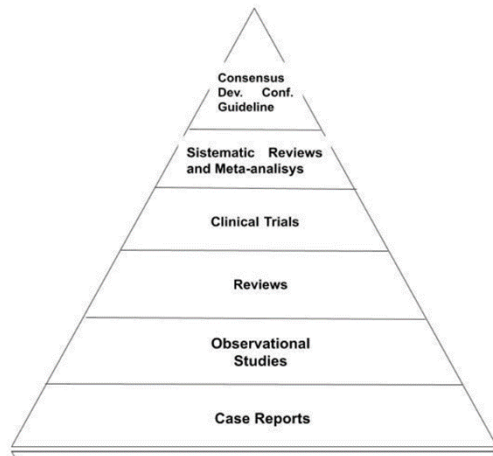 Consensus
Dev. Conf.
Guideline
Sistematic Reviews
and Meta-analisys
Clinical Trials
Reviews
Observational
Studies
Case Reports